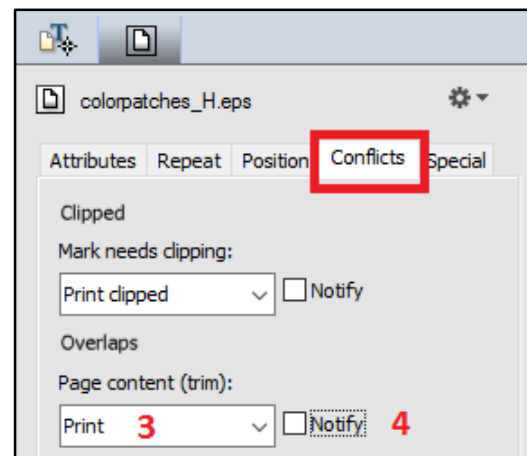 colorpatches_H.eps
Attributes Repeat Position Conflicts Special
Clipped
Mark needs clipping:
Print clipped Notify
Overlaps
Page content (trim):
Print 3 Notify 4